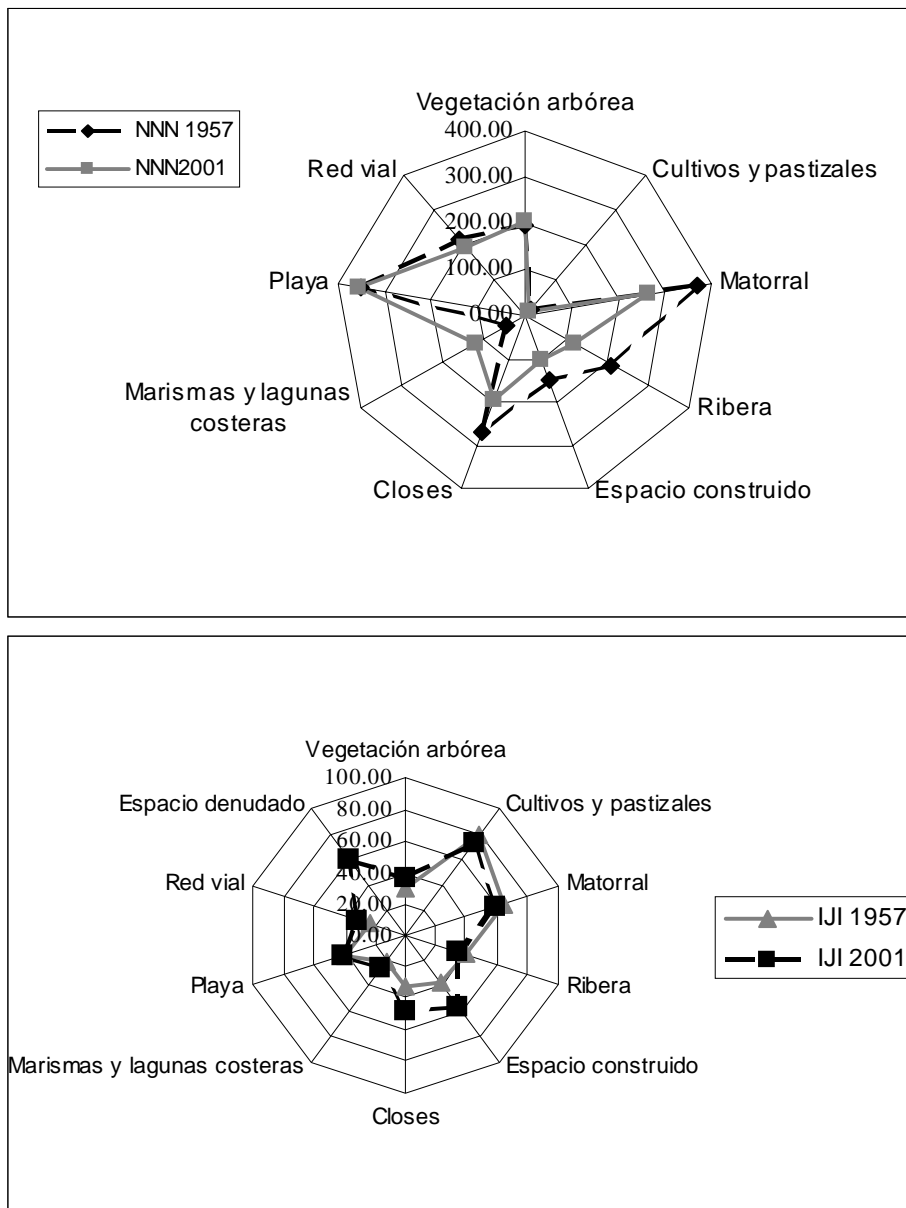 Vegetación arbórea
400.00
NNN 1957
NNN2001
300.00
Red vial
Cultivos y pastizales
200.00
100.00
Playa
Matorral
0.00
Marismas y lagunas
costeras
Ribera
Closes
Espacio construido
Vegetación arbórea
100.00
Espacio denudado
Cultivos y pastizales
80.00
60.00
Red vial
Matorral
40.00
IJI 1957
20.00
IJI 2001
0.00
Playa
Ribera
Marismas y lagunas costeras
Espacio construido
Closes